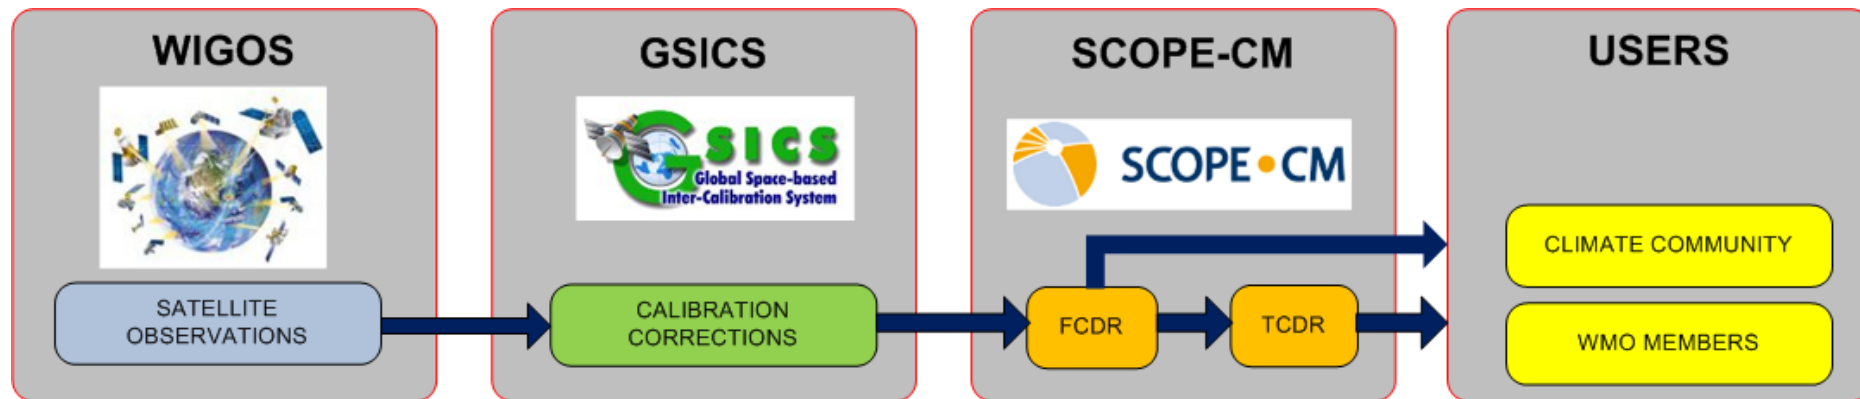 WIGOS
SATELLITE
OBSERVATIONS
GSICS
GSICS
Global Space-based
Inter-Calibration System
CALIBRATION
CORRECTIONS
SCOPE-CM
SCOPE•CM
FCDR
TCDR
USERS
CLIMATE COMMUNITY
WMO MEMBERS